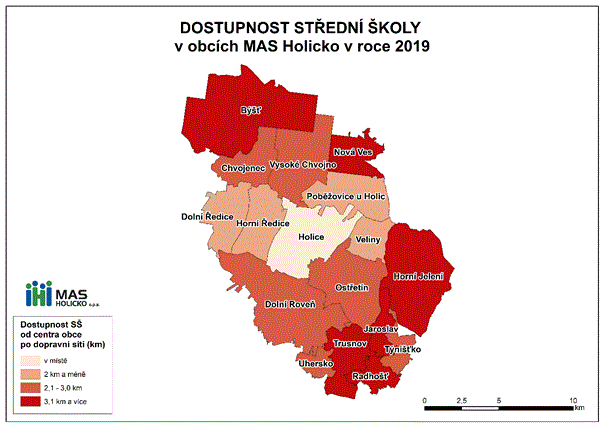 DOSTUPNOST STŘEDNÍ ŠKOLY
v obcích MAS Holicko v roce 2019
Býšť
Nová Ves
Vysoké Chvojno
Chvojenec
Poběžovice u Holic
Dolní Ředice
Horní Ředice
Holice
Veliny
Horní Jelení
Ostřetín
Dolní Roveň
Jaroslav
Trusnov
Týnišťko
Uhersko
Radhošť
MAS
HOLICKO o.p.s.
Dostupnost SŠ
od centra obce
po dopravní síti (km)
v místě
2 km a méně
2,1 - 3,0 km
3,1 km a více
0 2,5 5 10
km